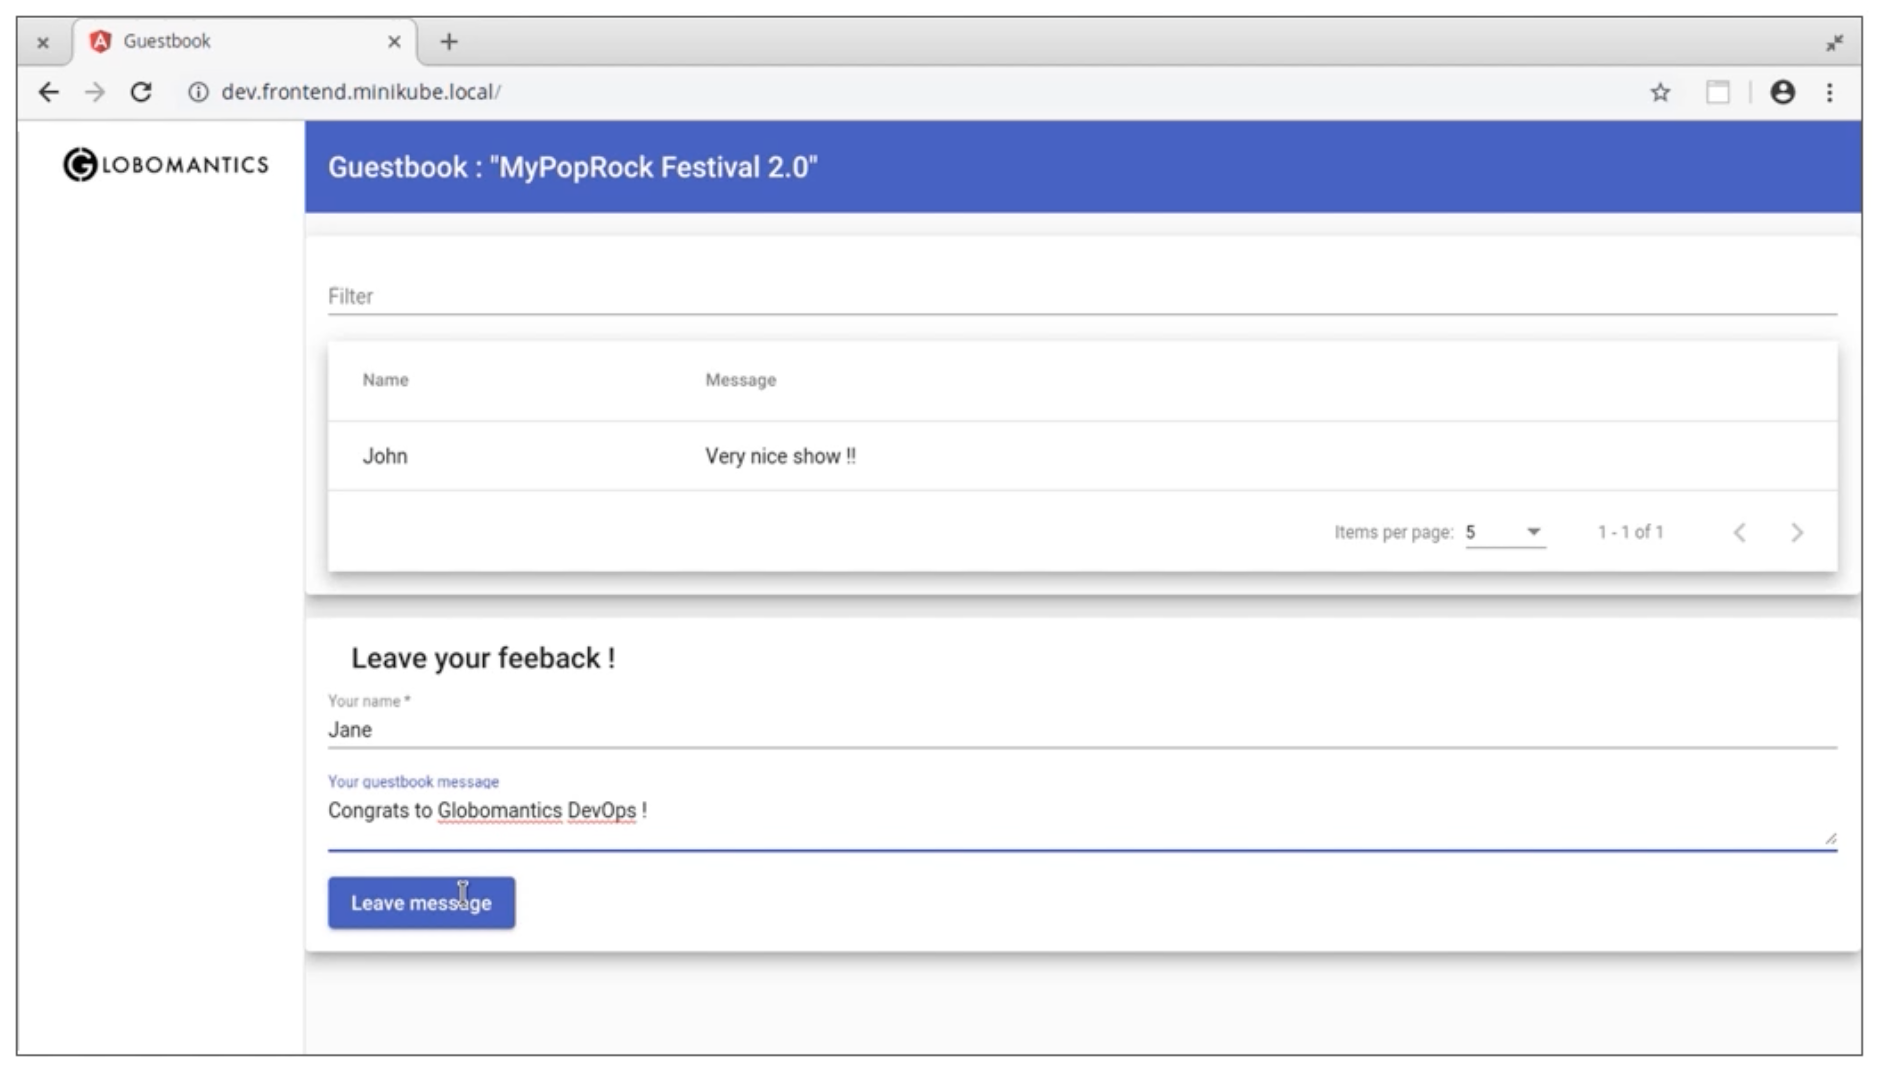 Guestbook
dev.frontend.minikube.local/
GLOBOMANTICS
Guestbook : "MyPopRock Festival 2.0"
Filter
Name Message
John Very nice show !!
Items per page: 5 1 - 1 of 1
Leave your feeback !
Your name *
Jane
Your guestbook message
Congrats to Globomantics DevOps !
Leave message